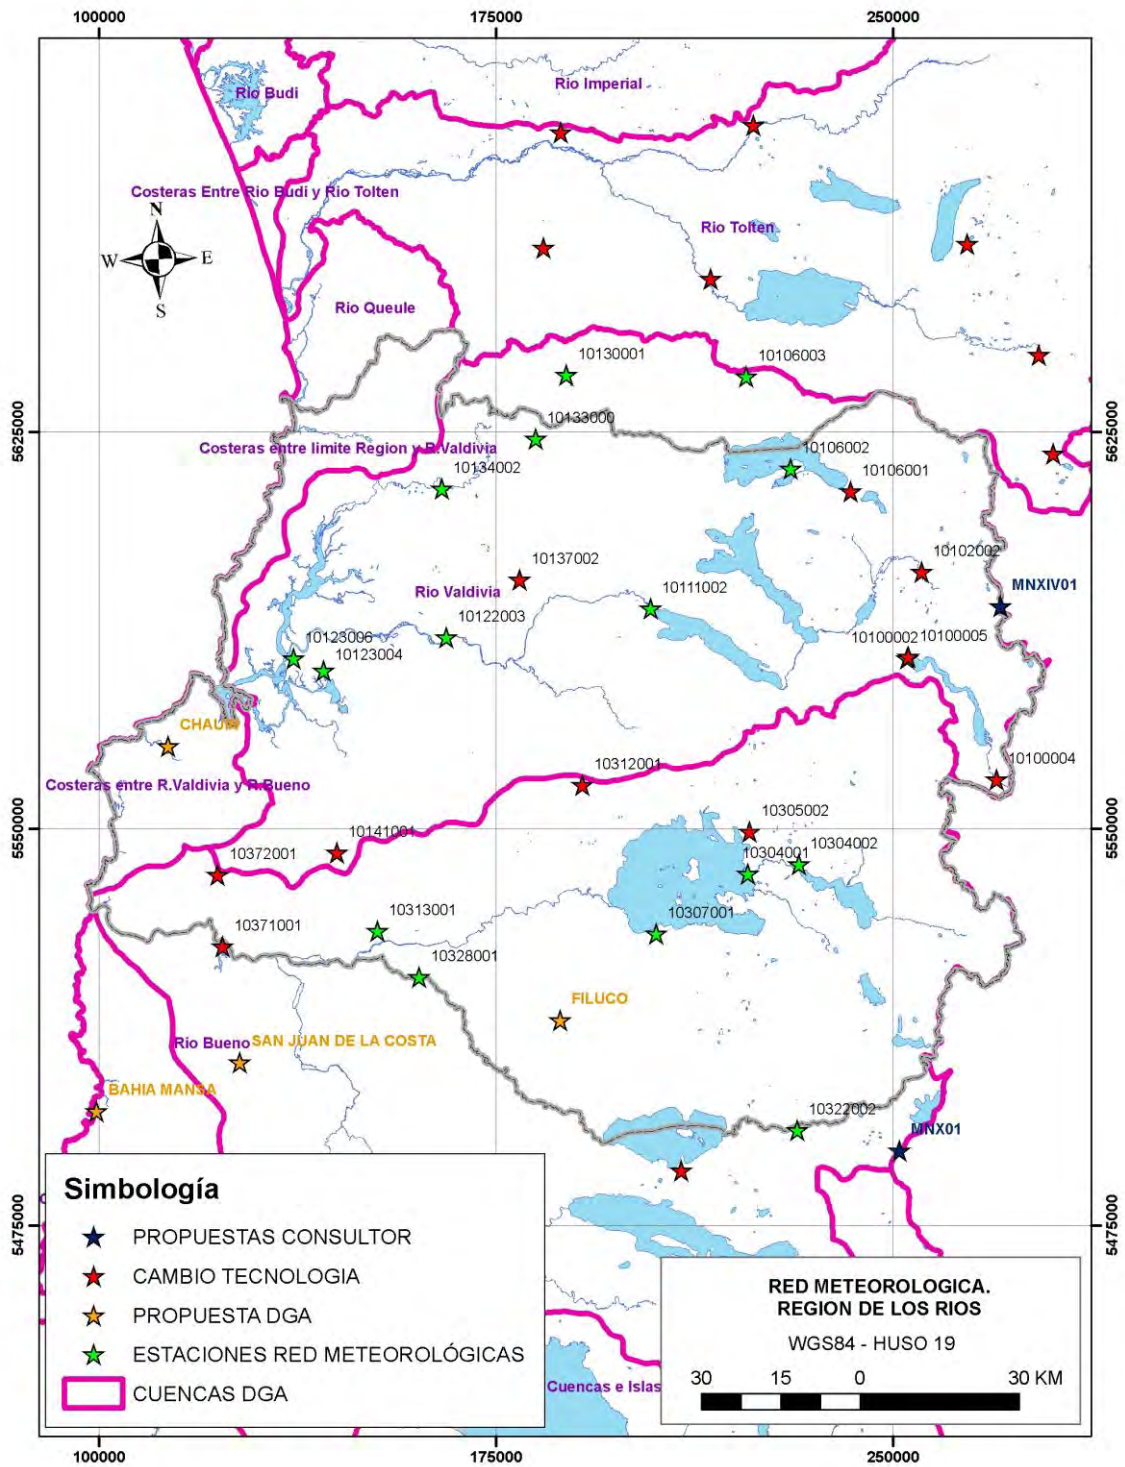 100000
175000
250000
Rio Imperial
Rio Budi
Costeras Entre Rio Budi y Rio Tolten
N
W
E
S
Rio Tolten
Rio Queule
10130001
10106003
5625000
5625000
10133000
Costeras entre limite Region y R.Valdivia
10106002
10134002
10106001
10137002
10102002
Rio Valdivia
10111002
MNXIV01
10122003
10123006
10123004
10100002
10100005
CHAUIN
10312001
10100004
Costeras entre R.Valdivia y R.Bueno
10305002
5550000
5550000
10141001
10304002
10372001
10304001
10313001
10307001
10371001
10328001
FILUCO
Rio Bueno
SAN JUAN DE LA COSTA
BAHIA MANSA
10322002
MNX01
5475000
5475000
Simbología
PROPUESTAS CONSULTOR
CAMBIO TECNOLOGIA
PROPUESTA DGA
ESTACIONES RED METEOROLÓGICAS
CUENCAS DGA
RED METEOROLOGICA.
REGION DE LOS RIOS
WGS84 - HUSO 19
30 15 0 30 KM
Cuencas e Islas
100000
175000
250000